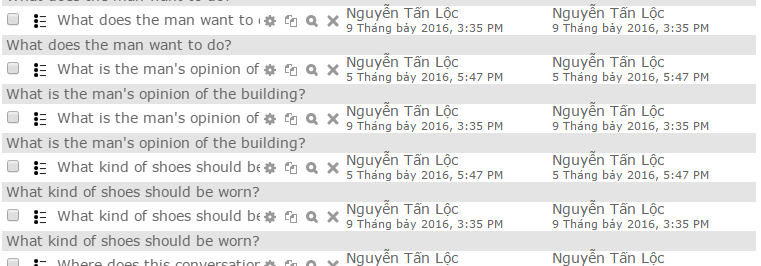 What does the man want to
Nguyễn Tấn Lộc
Nguyễn Tấn Lộc
9 Tháng bảy 2016, 3:35 PM
9 Tháng bảy 2016, 3:35 PM
What does the man want to do?
What is the man's opinion of
Nguyễn Tấn Lộc
Nguyễn Tấn Lộc
5 Tháng bảy 2016, 5:47 PM
5 Tháng bảy 2016, 5:47 PM
What is the man's opinion of the building?
What is the man's opinion of
Nguyễn Tấn Lộc
Nguyễn Tấn Lộc
9 Tháng bảy 2016, 3:35 PM
9 Tháng bảy 2016, 3:35 PM
What is the man's opinion of the building?
What kind of shoes should be
Nguyễn Tấn Lộc
Nguyễn Tấn Lộc
5 Tháng bảy 2016, 5:47 PM
5 Tháng bảy 2016, 5:47 PM
What kind of shoes should be worn?
What kind of shoes should be
Nguyễn Tấn Lộc
Nguyễn Tấn Lộc
9 Tháng bảy 2016, 3:35 PM
9 Tháng bảy 2016, 3:35 PM
What kind of shoes should be worn?
Where does this conversation
Nguyễn Tấn Lộc
Nguyễn Tấn Lộc